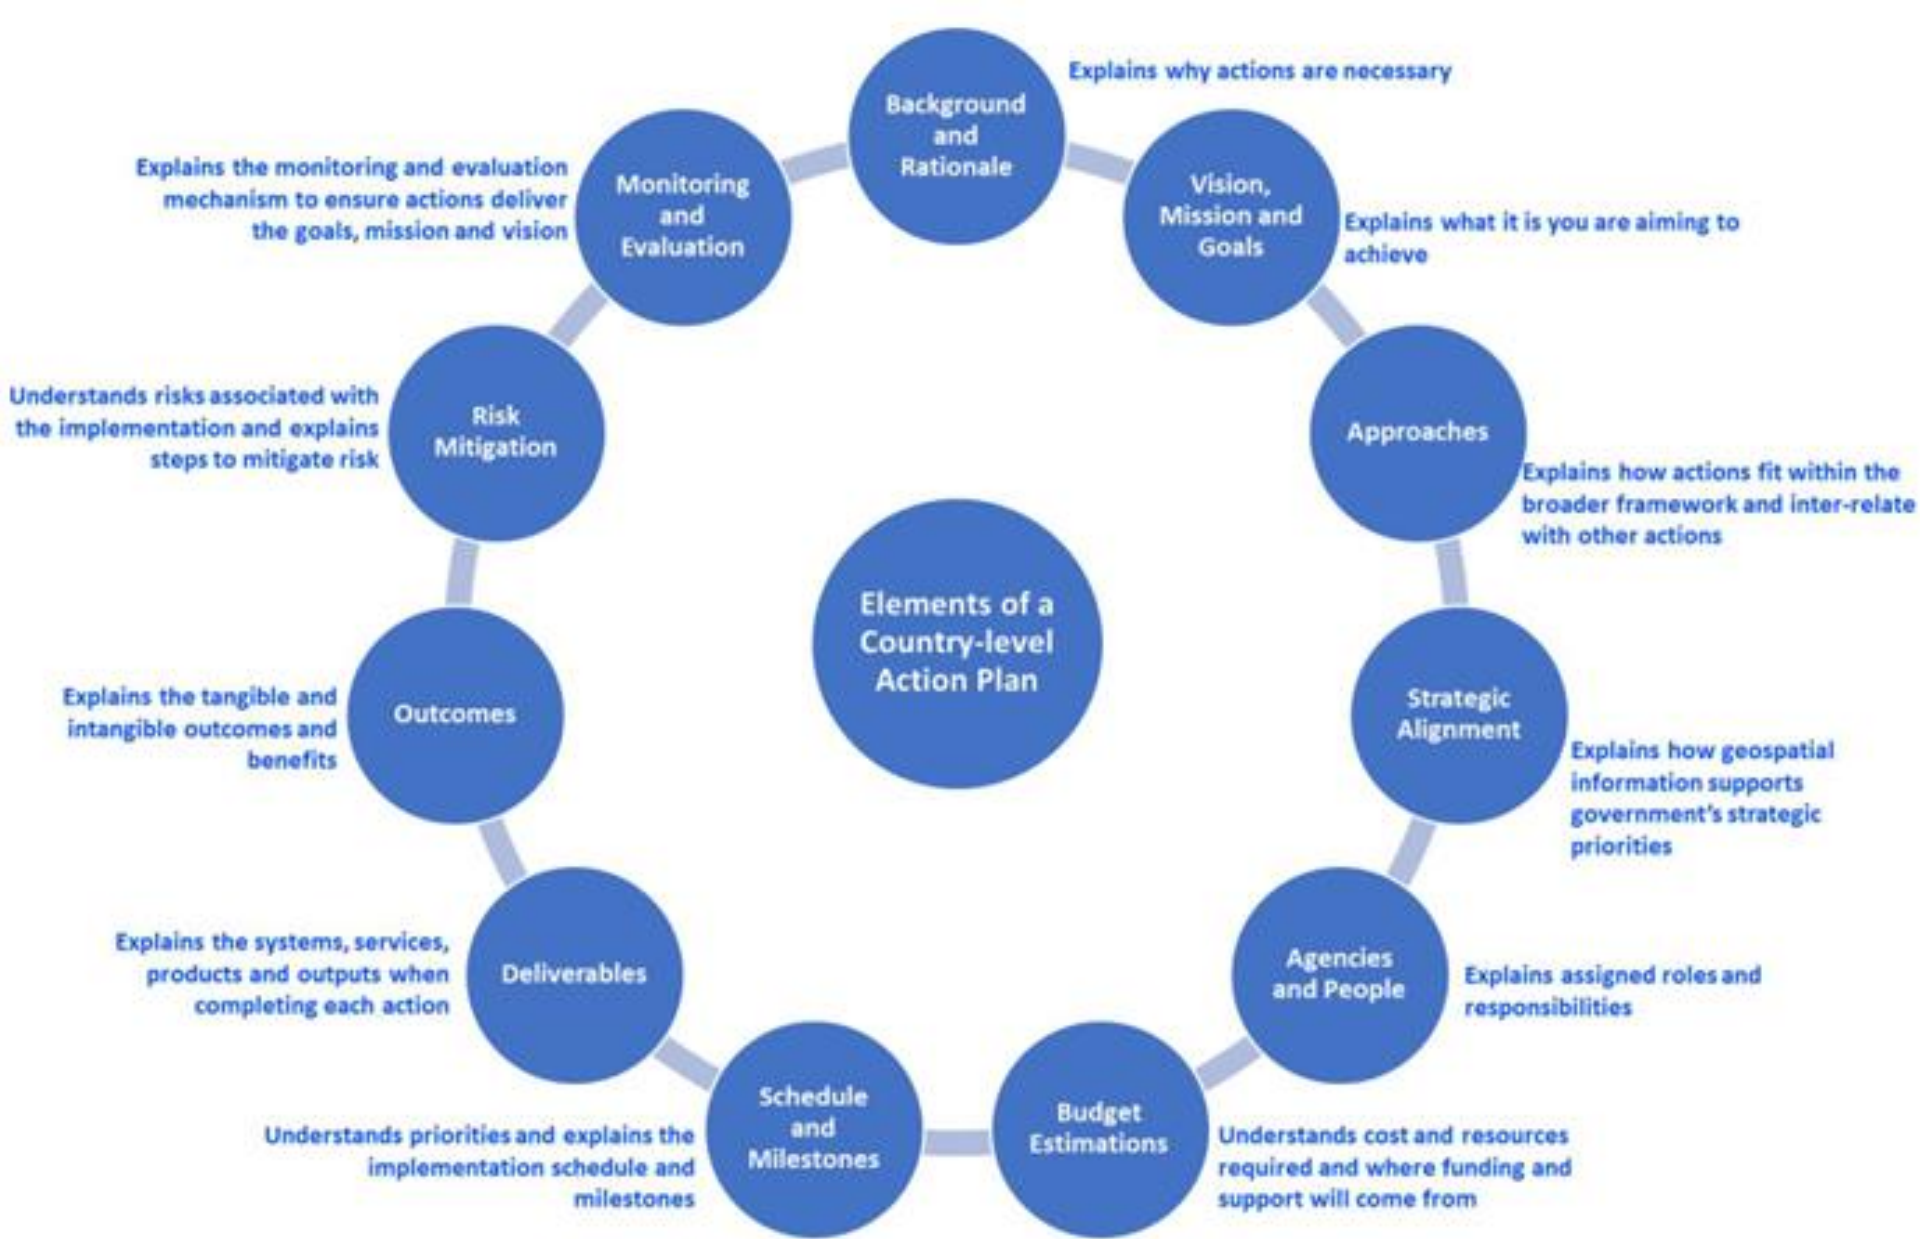 Background
and
Rationale
Explains why actions are necessary
Vision,
Mission and
Goals
Explains what it is you are aiming to
achieve
Approaches
Explains how actions fit within the
broader framework and inter-relate
with other actions
Strategic
Alignment
Explains how geospatial
information supports
government's strategic
priorities
Agencies
and People
Explains assigned roles and
responsibilities
Budget
Estimations
Understands cost and resources
required and where funding and
support will come from
Schedule
and
Milestones
Understands priorities and explains the
implementation schedule and
milestones
Deliverables
Explains the systems, services,
products and outputs when
completing each action
Outcomes
Explains the tangible and
intangible outcomes and
benefits
Risk
Mitigation
Understands risks associated with
the implementation and explains
steps to mitigate risk
Monitoring
and
Evaluation
Explains the monitoring and evaluation
mechanism to ensure actions deliver
the goals, mission and vision
Elements of a
Country-level
Action Plan